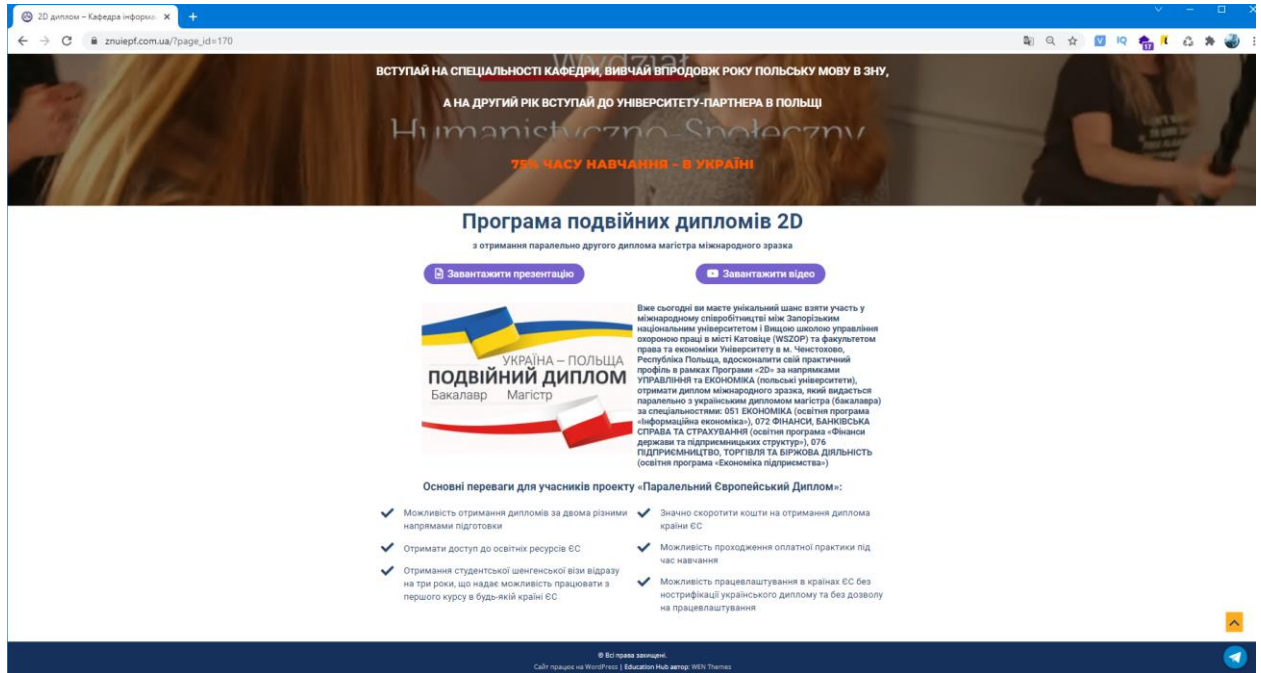 2D диплом – Кафедра інформа
znuiepf.com.ua/?page_id=170
Wydział
ВСТУПАЙ НА СПЕЦІАЛЬНОСТІ КАФЕДРИ, ВИВЧАЙ ВПРОДОВЖ РОКУ ПОЛЬСЬКУ МОВУ В ЗНУ,
А НА ДРУГИЙ РІК ВСТУПАЙ ДО УНІВЕРСИТЕТУ-ПАРТНЕРА В ПОЛЬЩІ
Humanistyczno-Społeczny
75% ЧАСУ НАВЧАННЯ – В УКРАЇНІ
Програма подвійних дипломів 2D
з отримання паралельно другого диплома магістра міжнародного зразка
Завантажити презентацію
Завантажити відео
УКРАЇНА – ПОЛЬЩА
ПОДВІЙНИЙ ДИПЛОМ
Бакалавр Магістр
Вже сьогодні ви маєте унікальний шанс взяти участь у
міжнародному співробітництві між Запорізьким
національним університетом і Вищою школою управління
охороною праці в місті Катовіце (WSZOP) та факультетом
права та економіки Університету в м. Ченстохово,
Республіка Польща, вдосконалити свій практичний
профіль в рамках Програми «2D» за напрямками
УПРАВЛІННЯ та ЕКОНОМІКА (польські університети),
отримати диплом міжнародного зразка, який видається
паралельно з українським дипломом магістра (бакалавра)
за спеціальностями: 051 ЕКОНОМІКА (освітня програма
«Інформаційна економіка»), 072 ФІНАНСИ, БАНКІВСЬКА
СПРАВА ТА СТРАХУВАННЯ (освітня програма «Фінанси
держави та підприємницьких структур»), 076
ПІДПРИЄМНИЦТВО, ТОРГІВЛЯ ТА БІРЖОВА ДІЯЛЬНІСТЬ
(освітня програма «Економіка підприємства»)
Основні переваги для учасників проекту «Паралельний Європейський Диплом»:
Можливість отримання дипломів за двома різними
напрямами підготовки
Отримати доступ до освітніх ресурсів ЄС
Отримання студентської шенгенської візи відразу
на три роки, що надає можливість працювати з
першого курсу в будь-якій країні ЄС
Значно скоротити кошти на отримання диплома
країни ЄС
Можливість проходження оплатної практики під
час навчання
Можливість працевлаштування в країнах ЄС без
нострифікації українського диплому та без дозволу
на працевлаштування
© Всі права захищені.
Сайт працює на WordPress | Education Hub автор: WEN Themes